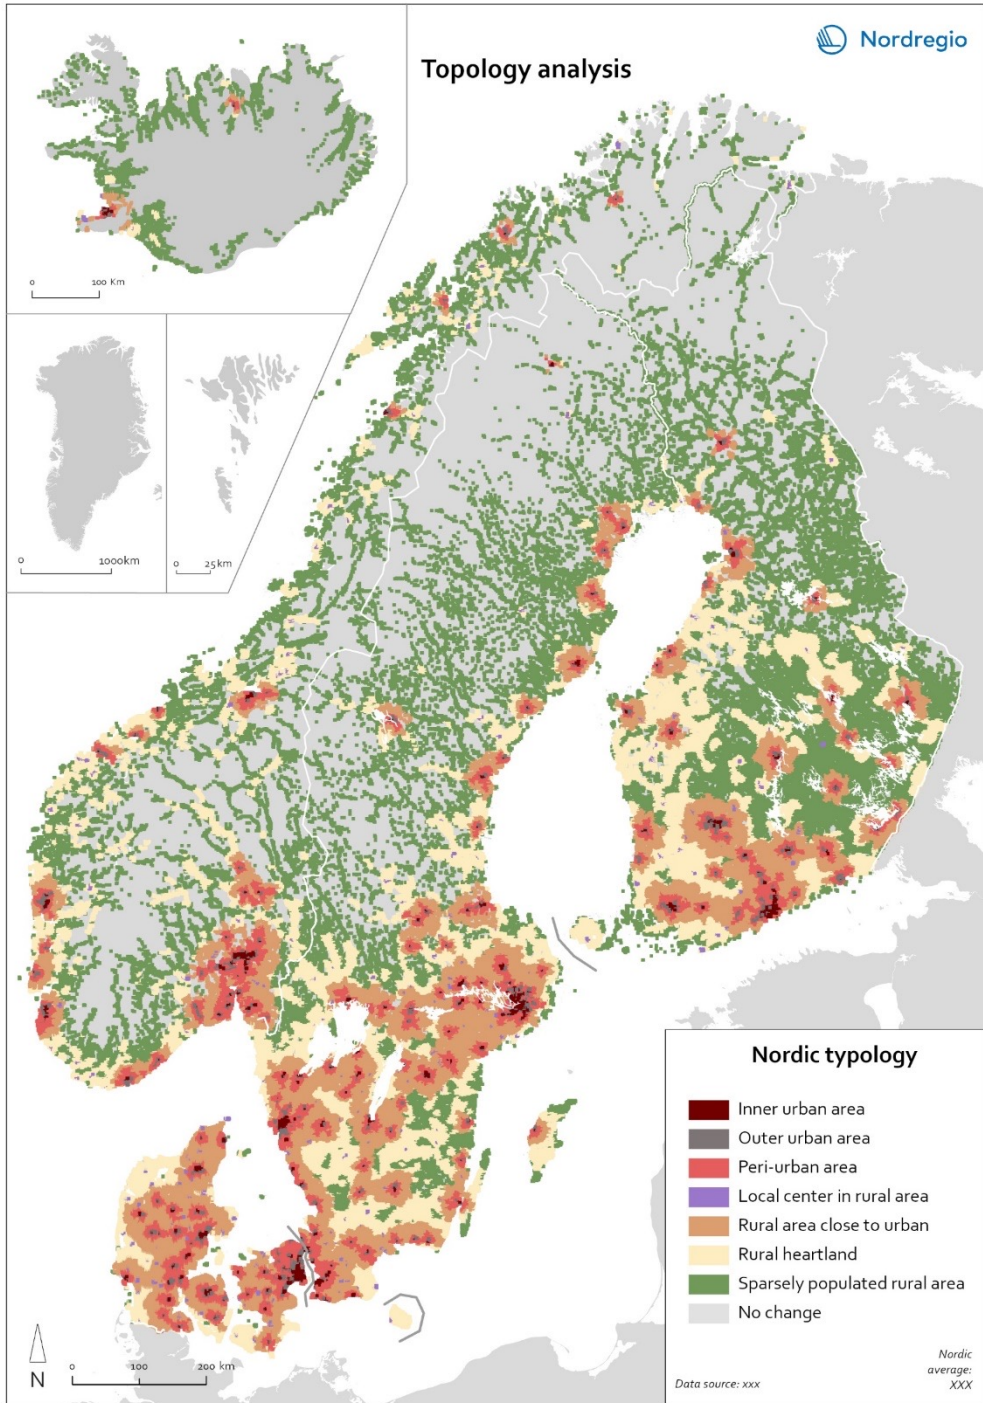 Nordregio
Topology analysis
0 100 Km
0 1000km
0 25km
Nordic typology
Inner urban area
Outer urban area
Peri-urban area
Local center in rural area
Rural area close to urban
Rural heartland
Sparsely populated rural area
No change
Data source: xxx
Nordic
average:
XXX
N
0 100 200 km